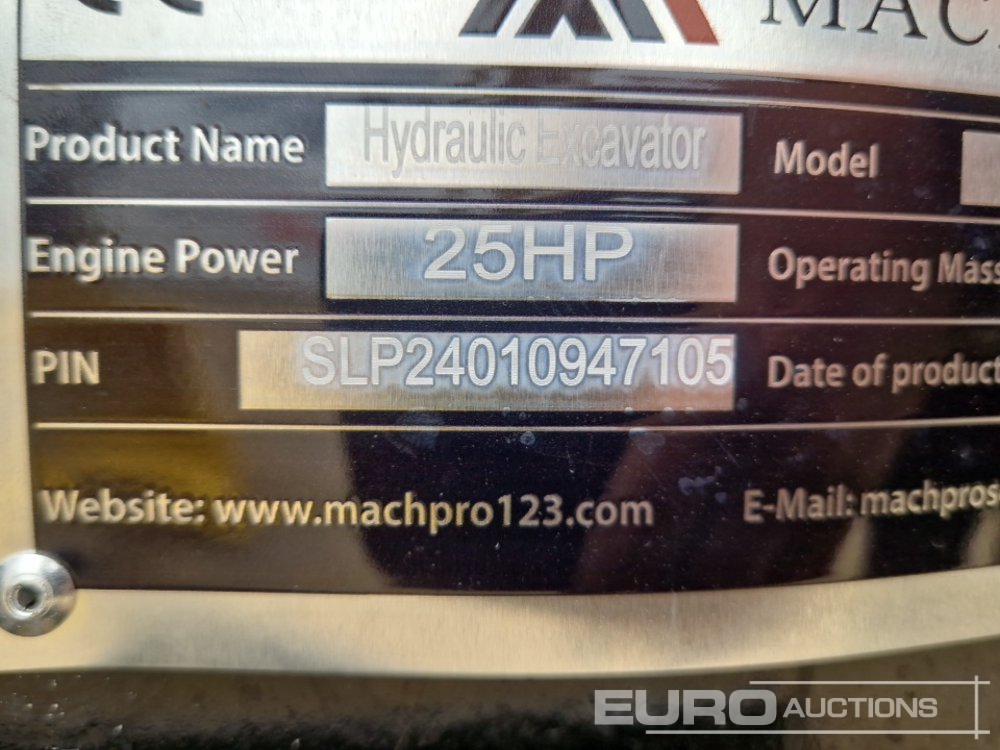 MAC
Product Name Hydraulic Excavator Model
Engine Power 25HP Operating Mass
PIN SLP24010947105 Date of product
Website: www.machpro123.com E-Mail: machpros
EURO AUCTIONS